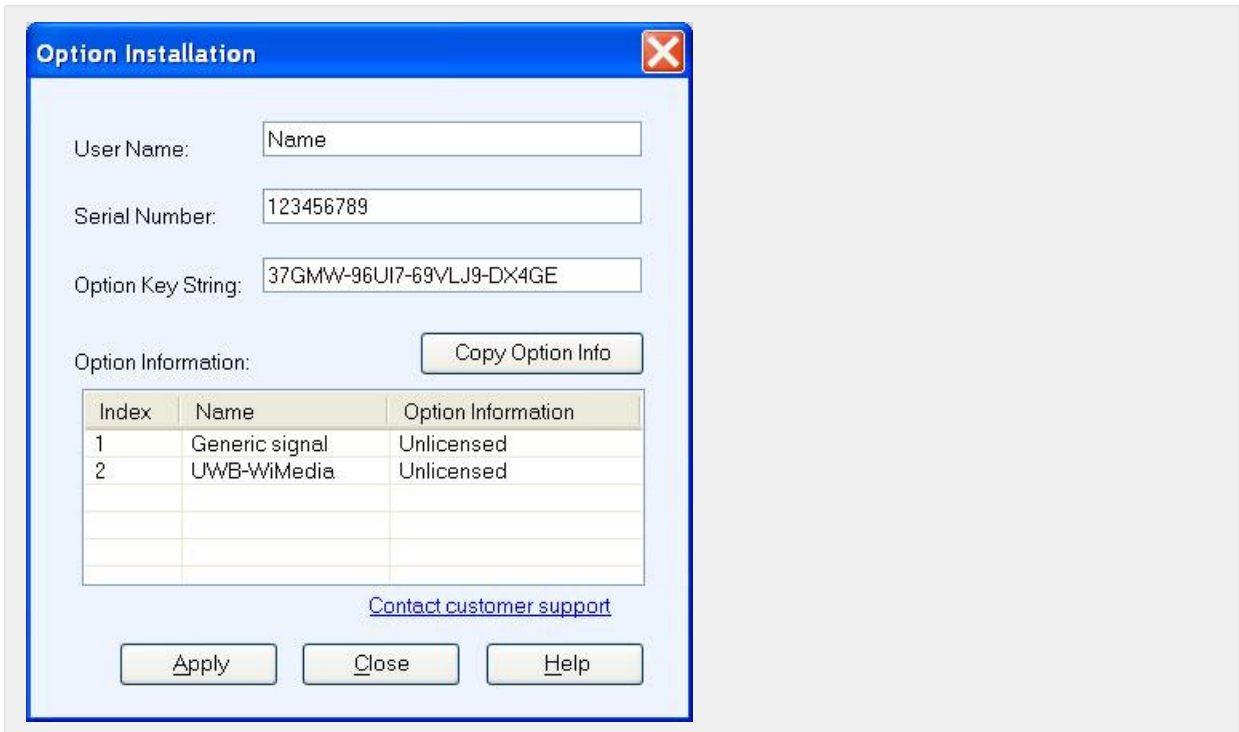 Option Installation
User Name: Name
Serial Number: 123456789
Option Key String: 37GMW-96UI7-69VLJ9-DX4GE
Option Information: Copy Option Info
Index Name Option Information
1 Generic signal Unlicensed
2 UWB-WiMedia Unlicensed
Contact customer support
Apply Close Help